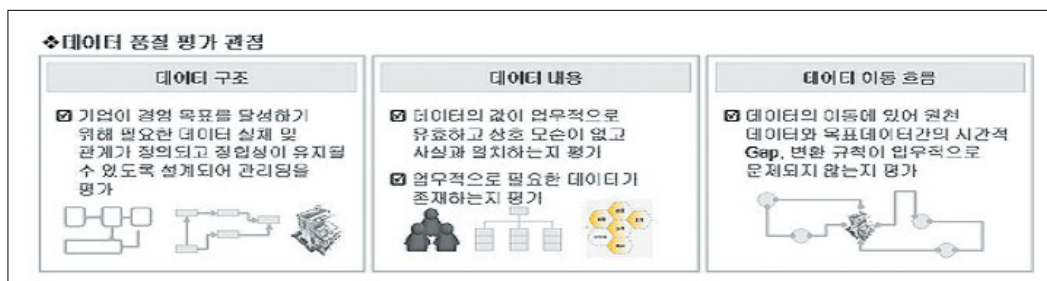 ❖데이터 품질 평가 관점
데이터 구조
☑ 기업이 경영 목표를 달성하기
위해 필요한 데이터 실체 및
관계가 정의되고 정합성이 유지될
수 있도록 설계되어 관리됨을
평가
데이터 내용
☑ 데이터의 값이 업무적으로
유효하고 상호 모순이 없고
사실과 일치하는지 평가
☑ 업무적으로 필요한 데이터가
존재하는지 평가
데이터 이동 흐름
☑ 데이터의 이동에 있어 원천
데이터와 목표데이터간의 시간적
Gap, 변환 규칙이 업무적으로
문제되지 않는지 평가